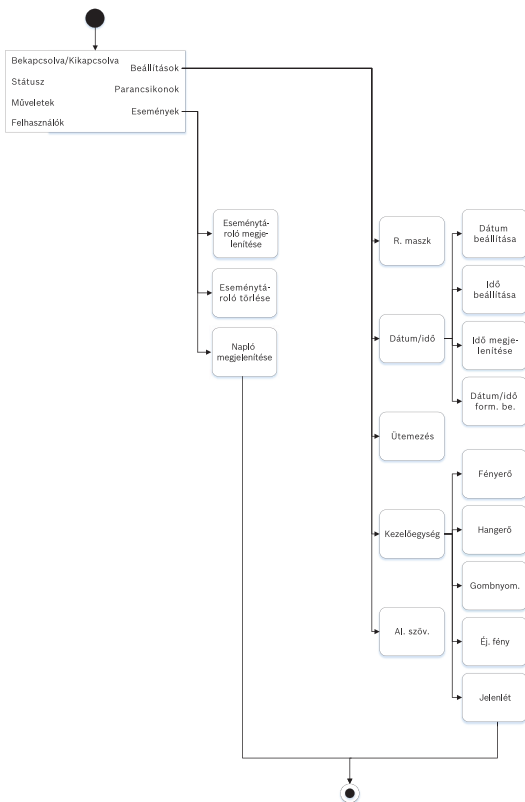 Bekapcsolva/Kikapcsolva
Státusz
Műveletek
Felhasználók
Beállítások
Parancsikonok
Események
Eseménytá-
roló megje-
lenítése
Eseménytá-
roló törlése
Napló
megjelenítése
R. maszk
Dátum/idő
Ütemezés
Kezelőegység
Al. szöv.
Dátum
beállítása
Idő
beállítása
Idő megje-
lenítése
Dátum/idő
form. be.
Fényerő
Hangerő
Gombnyom.
Éj. fény
Jelenlét